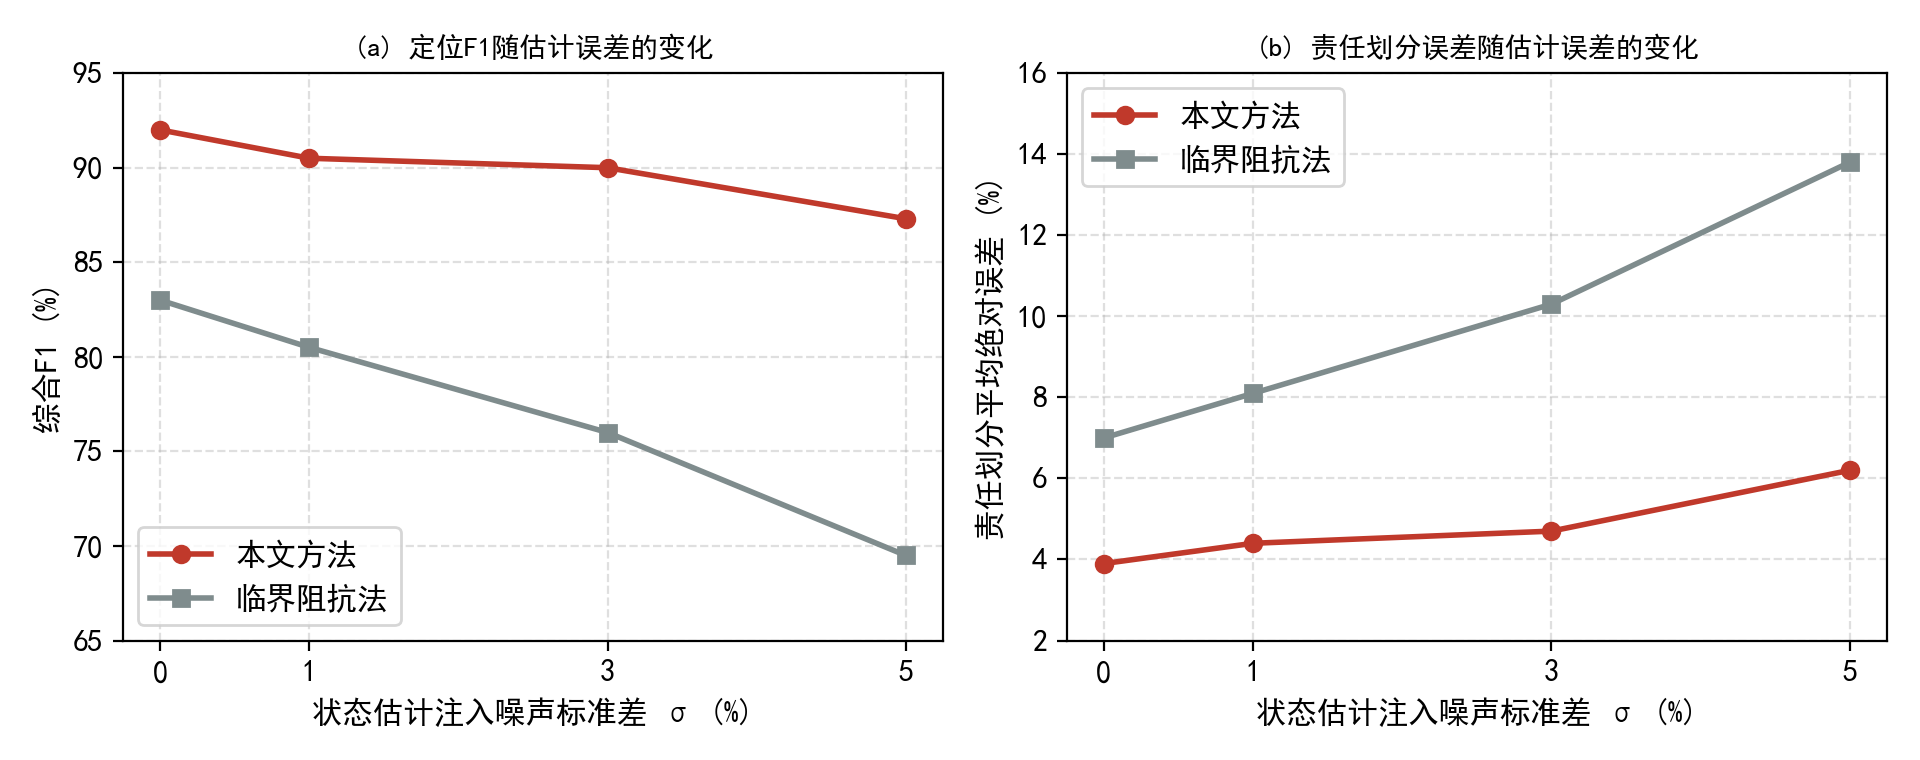 (a) 定位F1随估计误差的变化
综合F1 (%)
95
90
85
80
75
70
65
本文方法
临界阻抗法
0
1
3
5
状态估计注入噪声标准差 σ (%)
(b) 责任划分误差随估计误差的变化
责任划分平均绝对误差 (%)
16
14
12
10
8
6
4
2
本文方法
临界阻抗法
0
1
3
5
状态估计注入噪声标准差 σ (%)